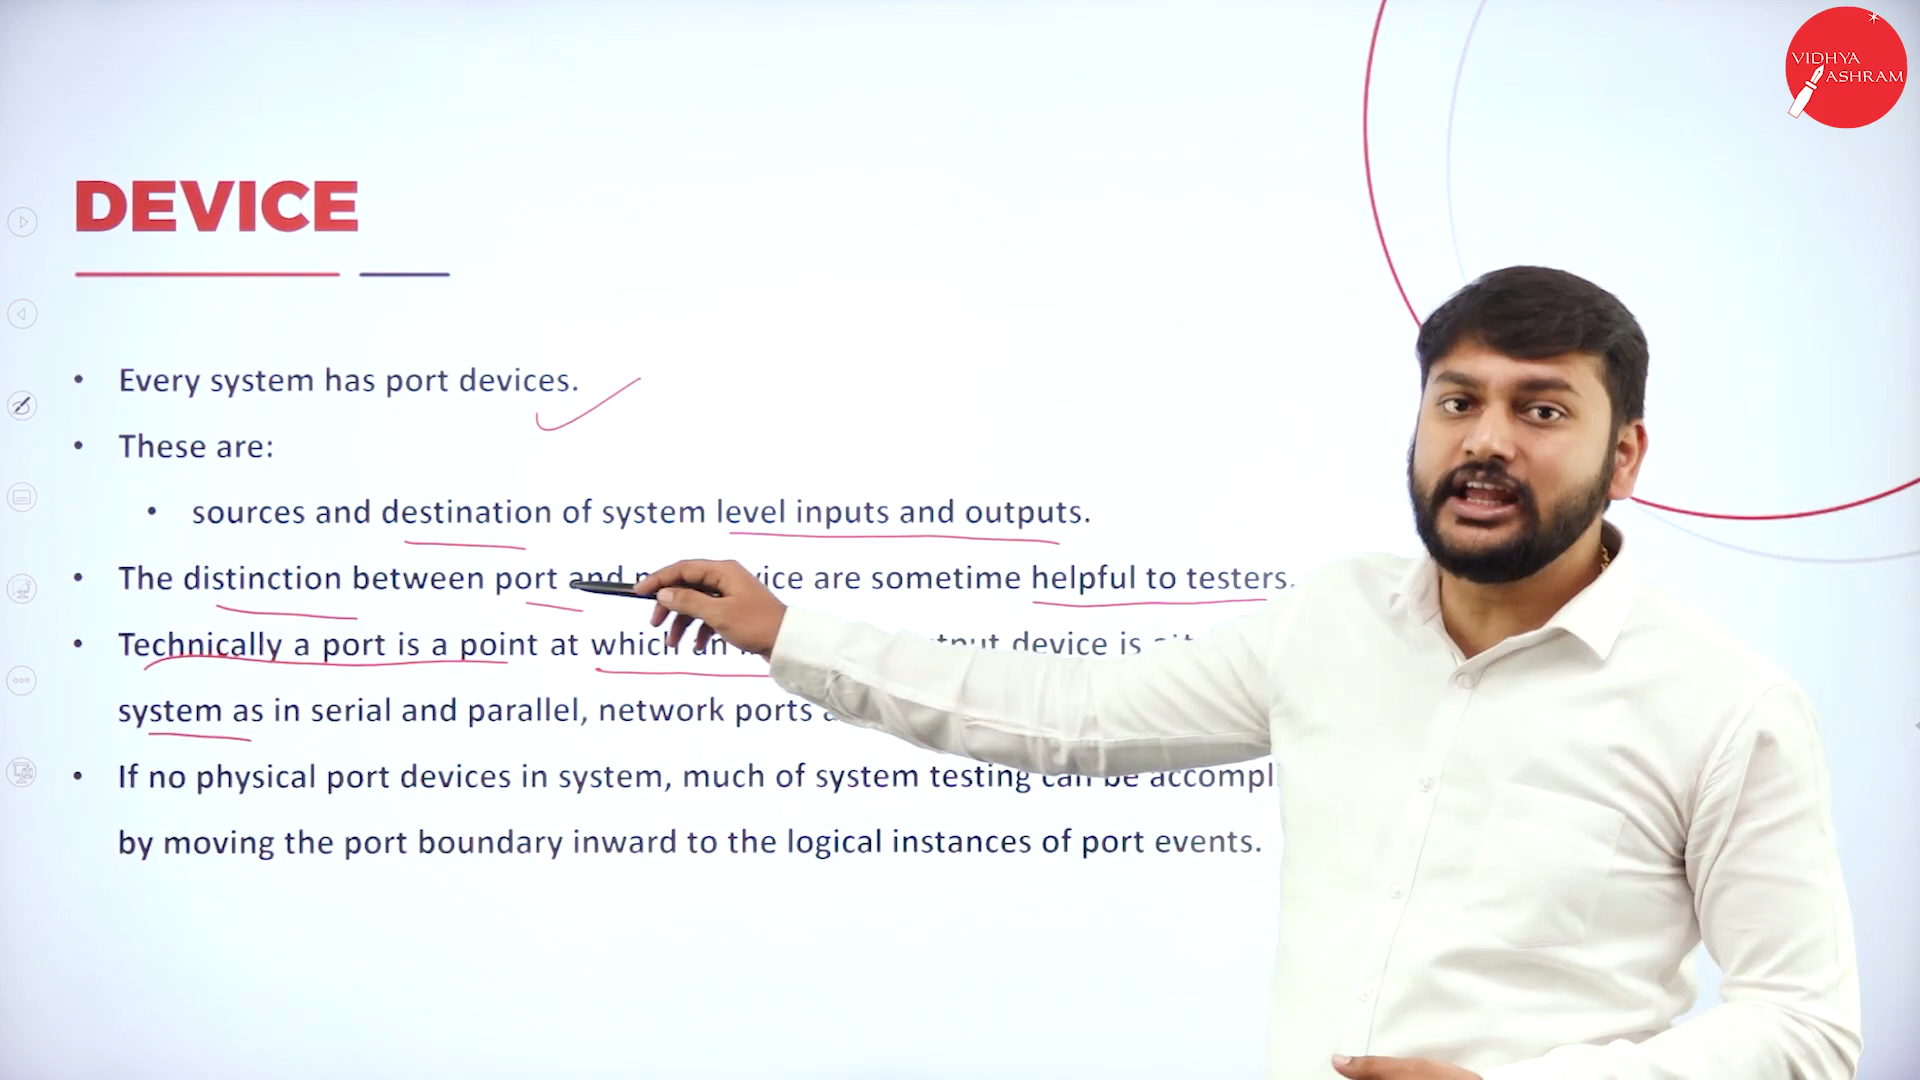 VIDHYA
ASHRAM
DEVICE
• Every system has port devices.
• These are:
• sources and destination of system level inputs and outputs.
• The distinction between port and are sometime helpful to testers.
• Technically a port is a point at which an device is
system as in serial and parallel, network ports
• If no physical port devices in system, much of system testing can be
by moving the port boundary inward to the logical instances of port events.